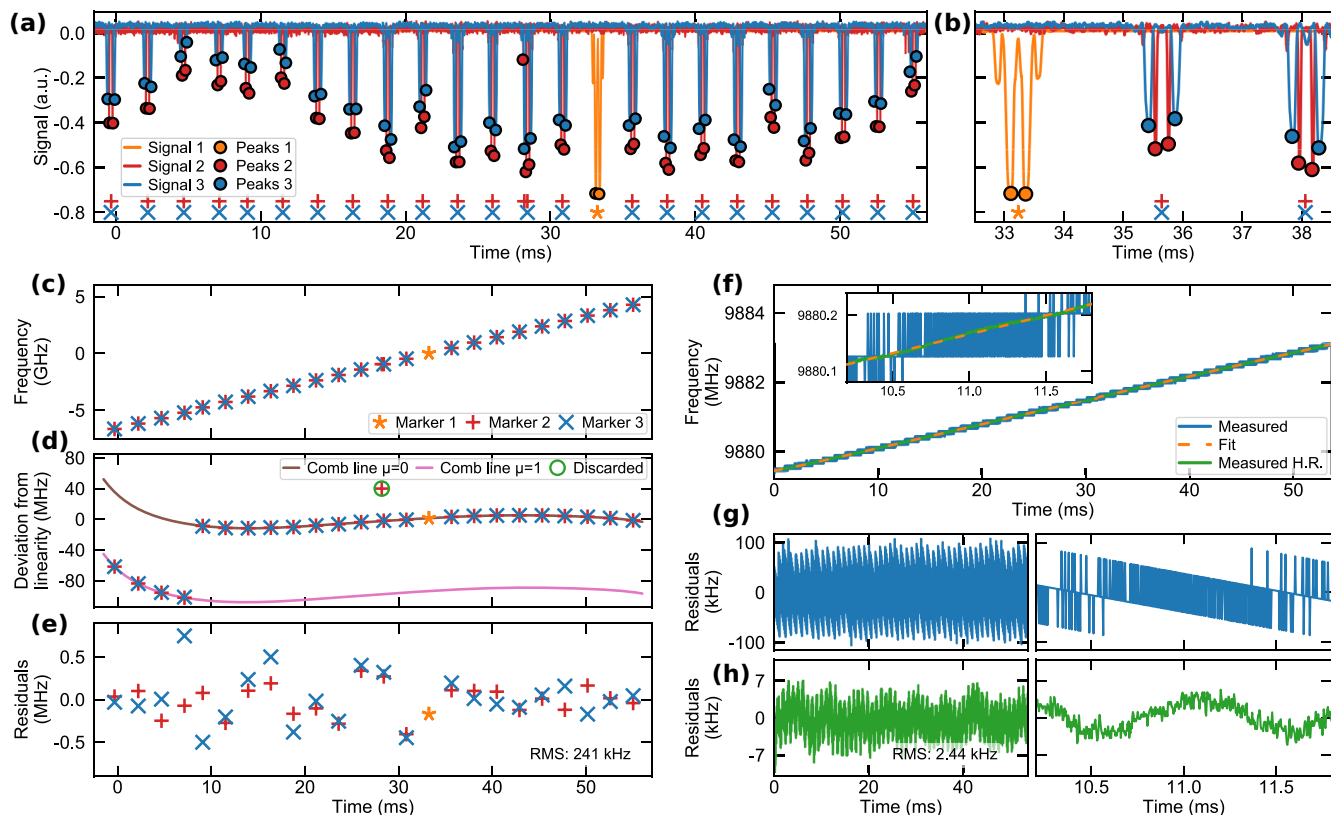 (a)
Signal (a.u.)
0.0
-0.2
-0.4
-0.6
-0.8
Signal 1
Signal 2
Signal 3
Peaks 1
Peaks 2
Peaks 3
0 10 20 30 40 50
Time (ms)
(b)
33 34 35 36 37 38
Time (ms)
(c)
Frequency
(GHz)
5
0
-5
Marker 1 Marker 2 Marker 3
(d)
Deviation from
linearity (MHz)
80
40
0
-40
-80
Comb line μ=0 Comb line μ=1 Discarded
(e)
Residuals
(MHz)
0.5
0.0
-0.5
RMS: 241 kHz
0 10 20 30 40 50
Time (ms)
(f)
Frequency
(MHz)
9884
9882
9880
9880.2
9880.1
10.5 11.0 11.5
Measured
Fit
Measured H.R.
0 10 20 30 40 50
Time (ms)
(g)
Residuals
(kHz)
100
0
-100
(h)
Residuals
(kHz)
7
0
-7
RMS: 2.44 kHz
0 20 40
Time (ms)
10.5 11.0 11.5
Time (ms)